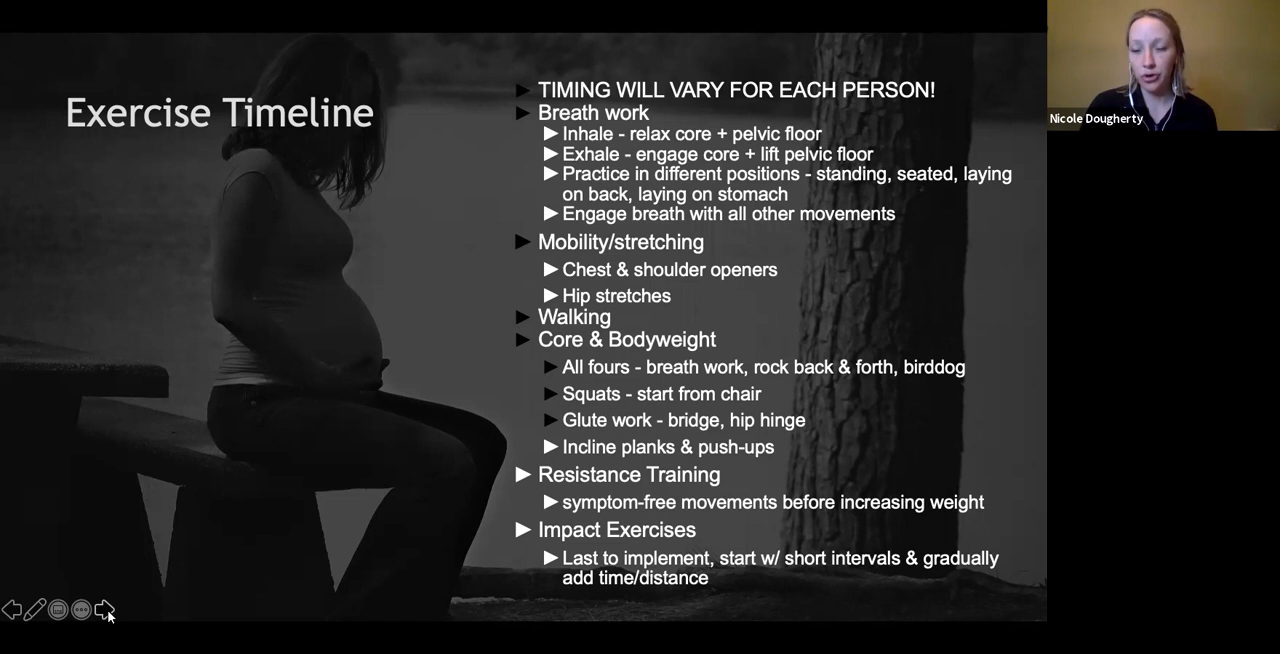 Exercise Timeline
TIMING WILL VARY FOR EACH PERSON!
Breath work
Inhale - relax core + pelvic floor
Exhale - engage core + lift pelvic floor
Practice in different positions - standing, seated, laying
on back, laying on stomach
Engage breath with all other movements
Mobility/stretching
Chest & shoulder openers
Hip stretches
Walking
Core & Bodyweight
All fours - breath work, rock back & forth, birddog
Squats - start from chair
Glute work - bridge, hip hinge
Incline planks & push-ups
Resistance Training
symptom-free movements before increasing weight
Impact Exercises
Last to implement, start w/ short intervals & gradually
add time/distance
Nicole Dougherty